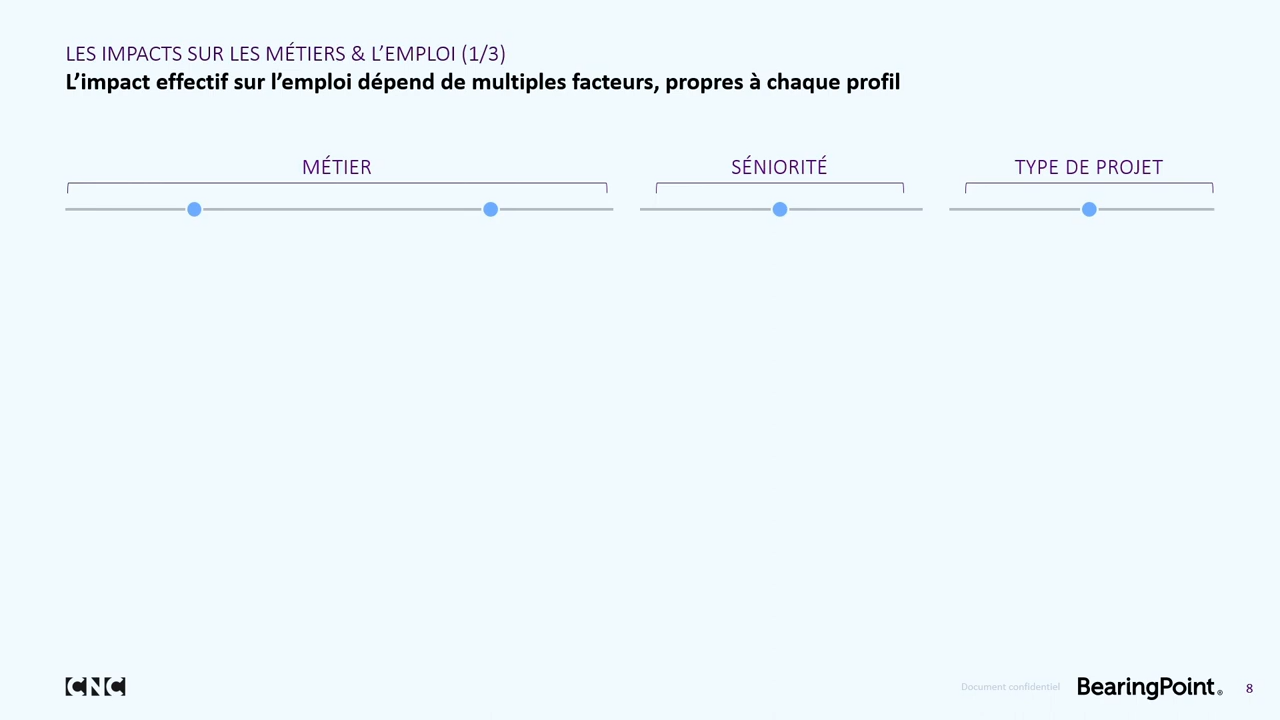 LES IMPACTS SUR LES MÉTIERS & L’EMPLOI (1/3)
L’impact effectif sur l’emploi dépend de multiples facteurs, propres à chaque profil
MÉTIER
SÉNIORITÉ
TYPE DE PROJET
CNC
Document confidentiel
BearingPoint®
8